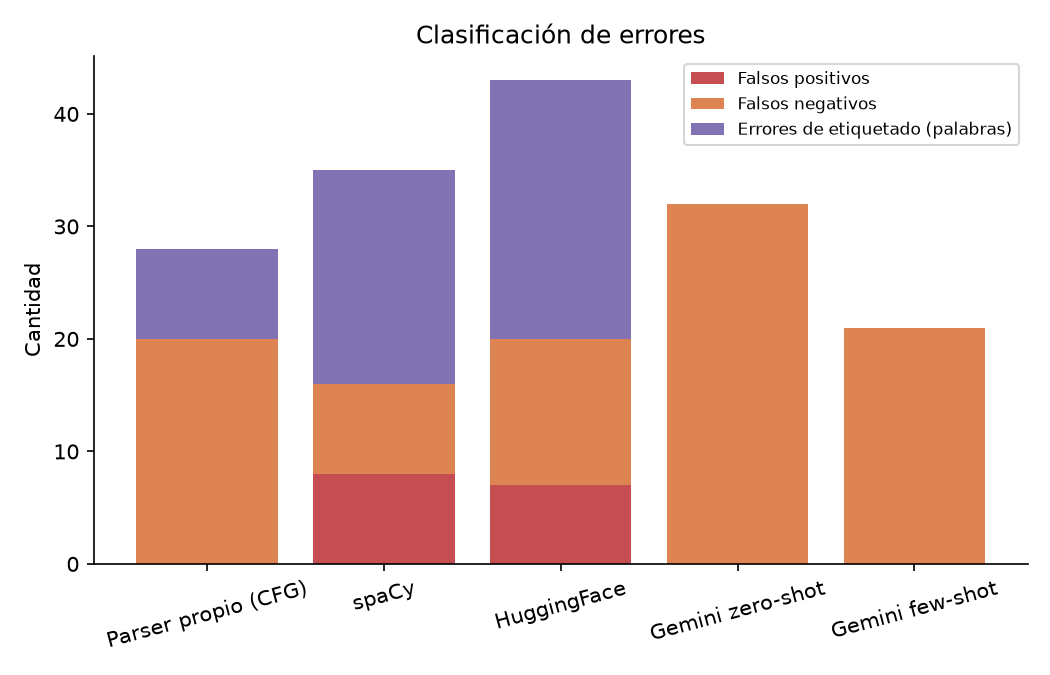 Clasificación de errores
Falsos positivos
Falsos negativos
Errores de etiquetado (palabras)
Cantidad
40
30
20
10
0
Parser propio (CFG)
spaCy
HuggingFace
Gemini zero-shot
Gemini few-shot